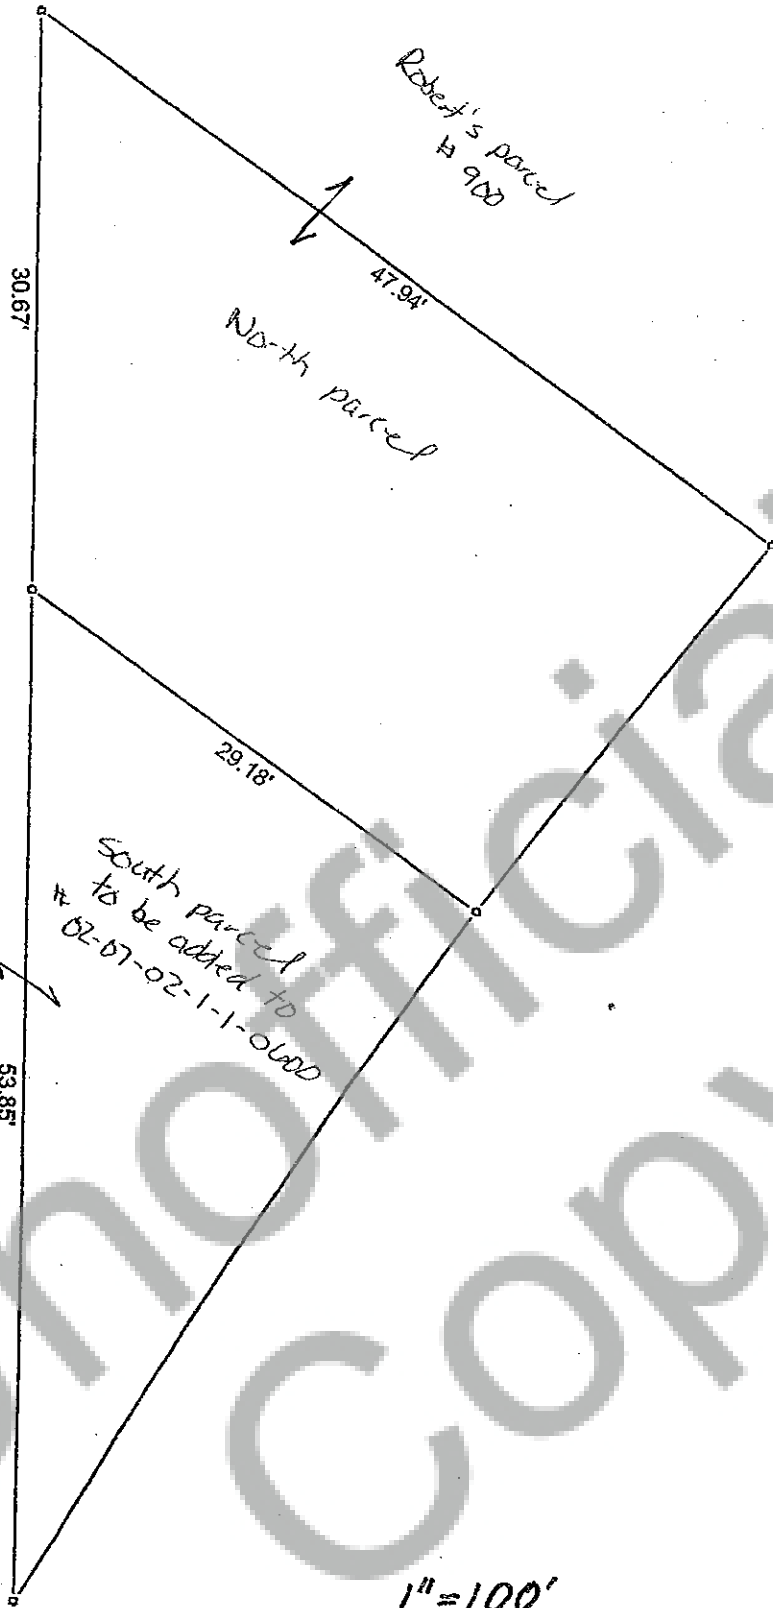 Robert's parcel
# 900
47.94'
30.67'
North parcel
29.18'
South parcel
to be added to
# 02-07-02-1-1-0600
53.85'
1"=100'
Unofficial
Copy